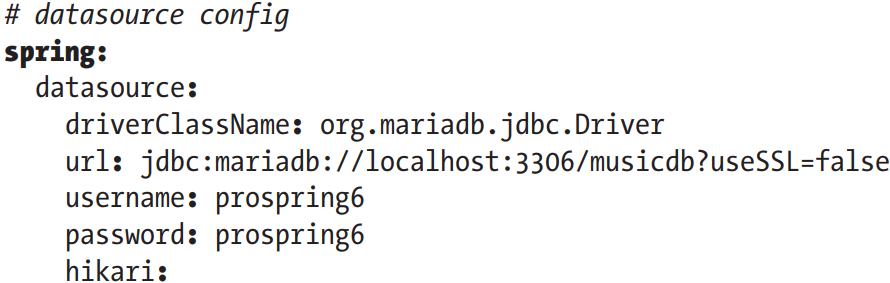 # datasource config
spring:
  datasource:
    driverClassName: org.mariadb.jdbc.Driver
    url: jdbc:mariadb://localhost:3306/musicdb?useSSL=false
    username: prospring6
    password: prospring6
    hikari: